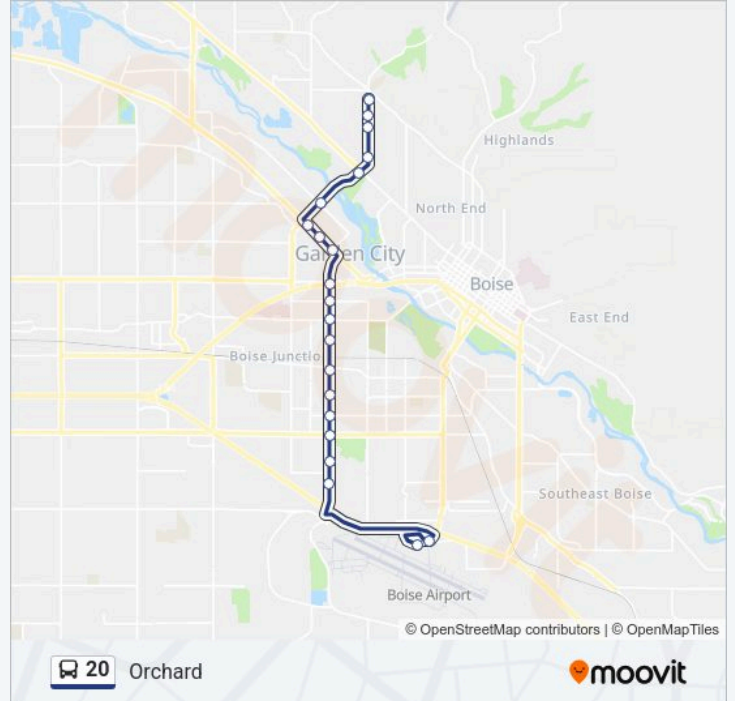 Highlands
North End
Garden City
Boise
East End
Boise Junctio
Southeast Boise
Boise Airport
© OpenStreetMap contributors | © OpenMapTiles
20 Orchard
moovit